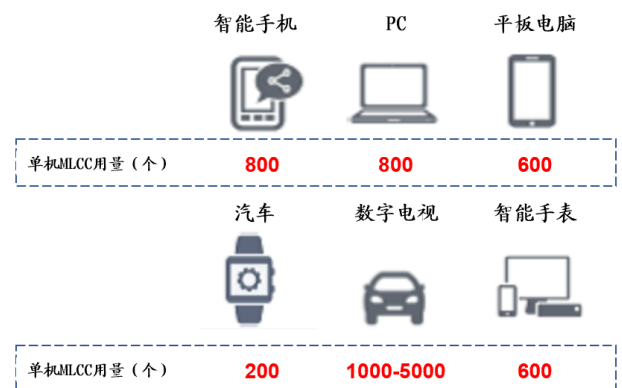 智能手机 PC 平板电脑
单机MLCC用量（个） 800 800 600
汽车 数字电视 智能手表
单机MLCC用量（个） 200 1000-5000 600